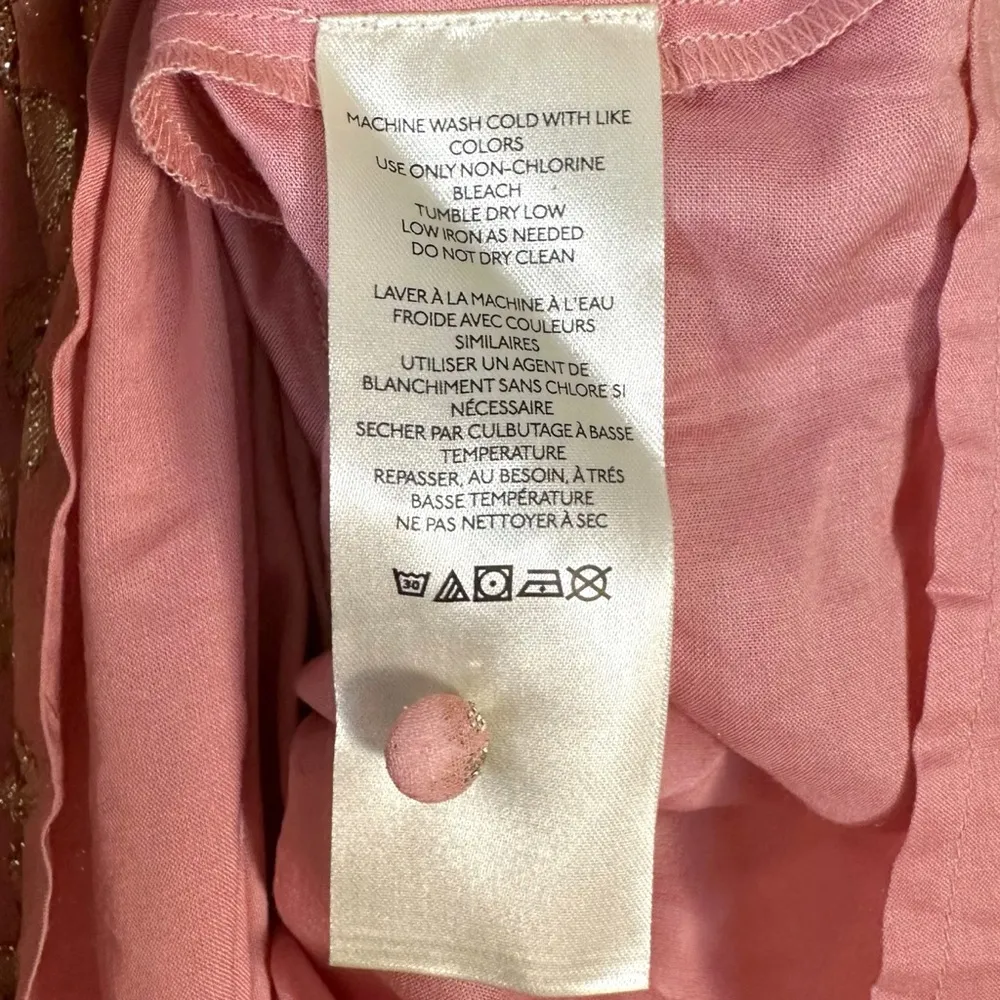 MACHINE WASH COLD WITH LIKE
COLORS
USE ONLY NON-CHLORINE
BLEACH
TUMBLE DRY LOW
LOW IRON AS NEEDED
DO NOT DRY CLEAN
LAVER À LA MACHINE À L'EAU
FROIDE AVEC COULEURS
SIMILAIRES
UTILISER UN AGENT DE
BLANCHIMENT SANS CHLORE SI
NÉCESSAIRE
SECHER PAR CULBUTAGE À BASSE
TEMPERATURE
REPASSER, AU BESOIN, À TRÉS
BASSE TEMPÉRATURE
NE PAS NETTOYER À SEC
30